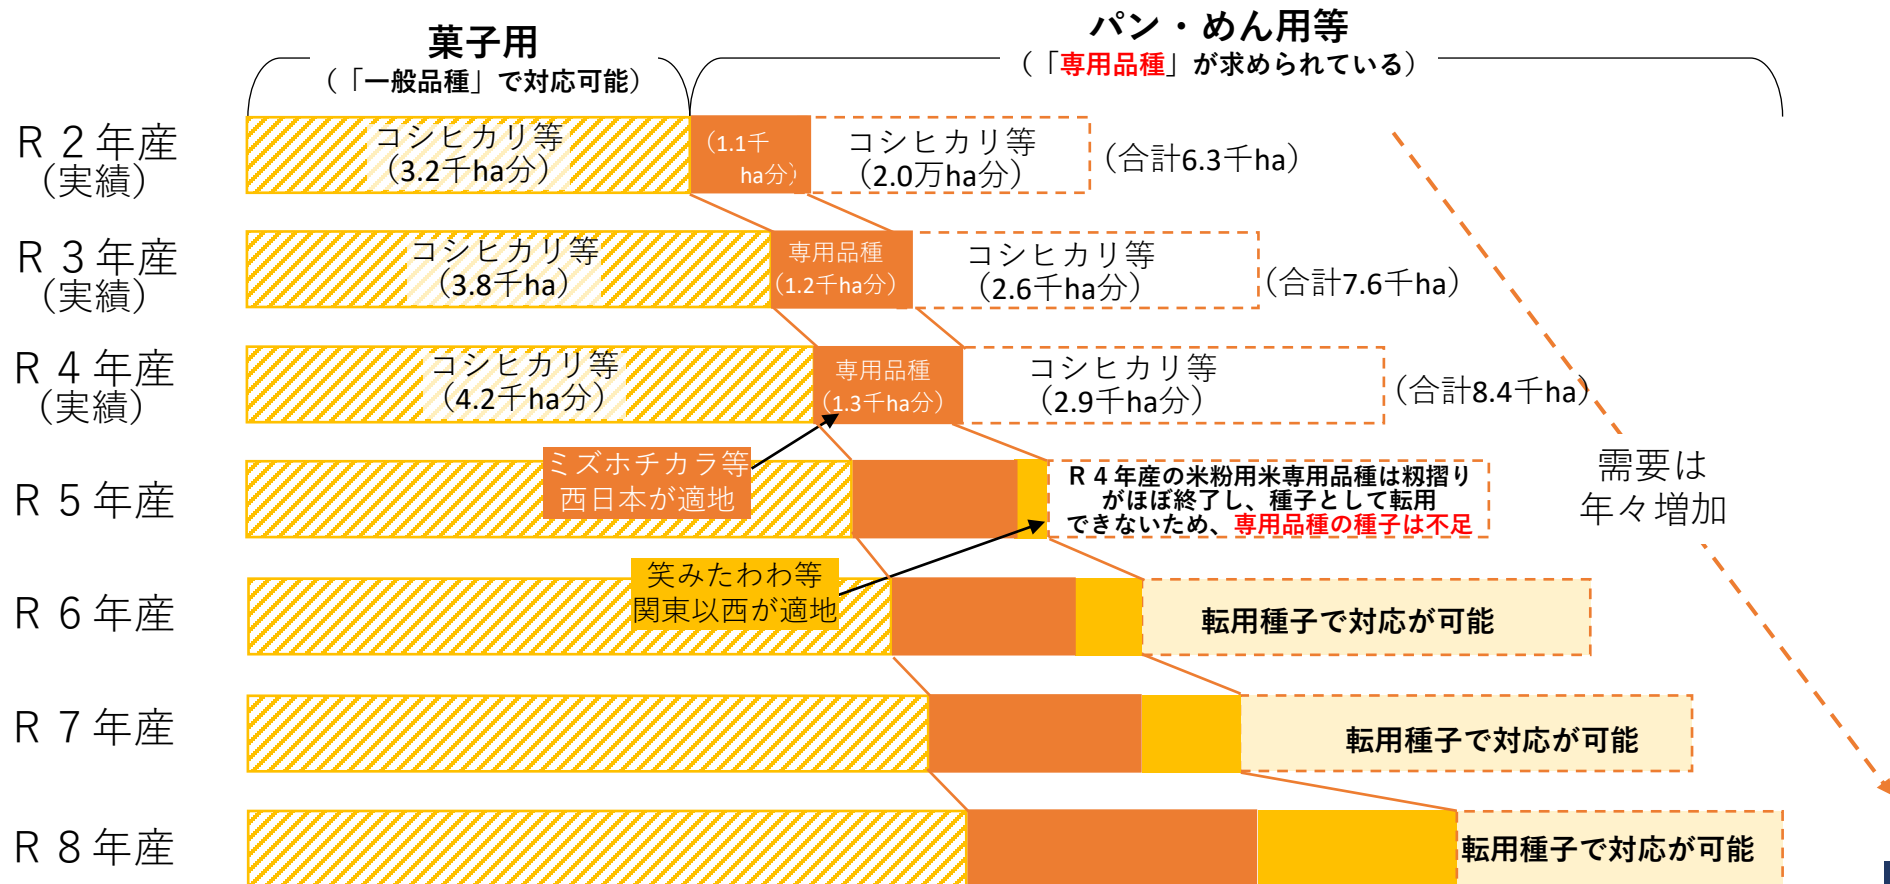 菓子用
（「一般品種」で対応可能）
パン・めん用等
（「専用品種」が求められている）
R２年産
（実績）
コシヒカリ等
（3.2千ha分）
（1.1千
ha分）
コシヒカリ等
（2.0万ha分）
（合計6.3千ha）
R３年産
（実績）
コシヒカリ等
（3.8千ha）
専用品種
（1.2千ha分）
コシヒカリ等
（2.6千ha分）
（合計7.6千ha）
R４年産
（実績）
コシヒカリ等
（4.2千ha分）
専用品種
（1.3千ha分）
コシヒカリ等
（2.9千ha分）
（合計8.4千ha）
ミズホチカラ等
西日本が適地
R５年産
R４年産の米粉用米専用品種は籾摺り
がほぼ終了し、種子として転用
できないため、専用品種の種子は不足
需要は
年々増加
笑みたわわ等
関東以西が適地
R６年産
転用種子で対応が可能
R７年産
転用種子で対応が可能
R８年産
転用種子で対応が可能